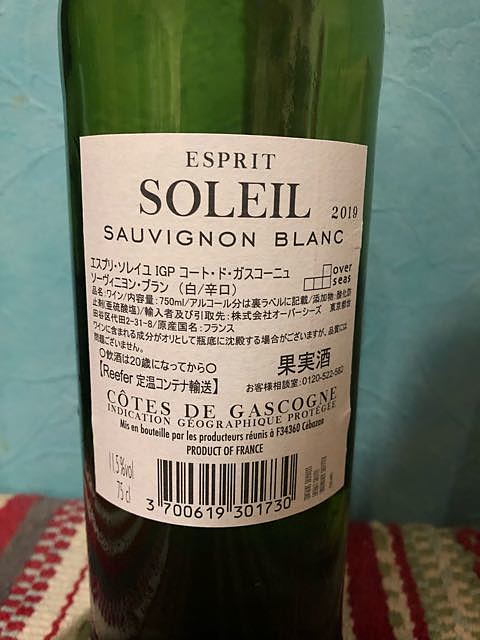 ESPRIT
SOLEIL
2019
SAUVIGNON BLANC
エスプリ・ソレイユ IGP コート・ド・ガスコーニュ
ソーヴィニヨン・ブラン (白/辛口)
over
seas
品名:ワイン/内容量:750ml/アルコール分は裏ラベルに記載/添加物:酸化防
止剤(亜硫酸塩)/輸入者及び引取先:株式会社オーバーシーズ 東京都世
田谷区代田2-31-8/原産国名:フランス
ワインに含まれる成分がオリとして瓶底に沈殿する場合がございますが、品質には
問題ございません。
〇飲酒は20歳になってから〇
果実酒
【Reefer 定温コンテナ輸送】
お客様相談室:0120-522-582
CÔTES DE GASCOGNE
INDICATION GÉOGRAPHIQUE PROTÉGÉE
Mis en bouteille par les producteurs réunis à F34360 Cébazan
PRODUCT OF FRANCE
11.5%vol
75 cl
3 700619 301730